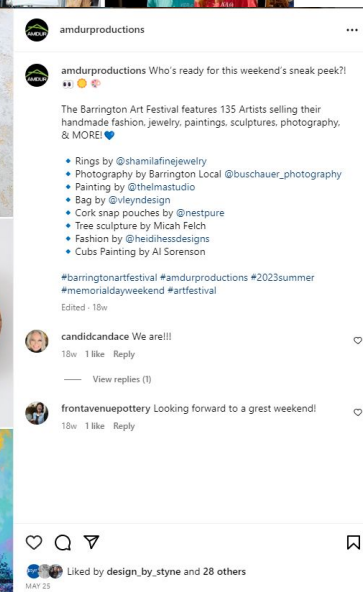 amdurproductions
amdurproductions Who's ready for this weekend's sneak peek?!
👀 🌞 🎨
The Barrington Art Festival features 135 Artists selling their
handmade fashion, jewelry, paintings, sculptures, photography,
& MORE!💙
🔹 Rings by @shamilafinejewelry
🔹 Photography by Barrington Local @buschauer_photography
🔹 Painting by @thelmastudio
🔹 Bag by @vleyndesign
🔹 Cork snap pouches by @nestpure
🔹 Tree sculpture by Micah Felch
🔹 Fashion by @heidihessdesigns
🔹 Cubs Painting by Al Sorenson
#barringtonartfestival #amdurproductions #2023summer
#memorialdayweekend #artfestival
Edited · 18w
candidcandace We are!!!
18w 1 like Reply
View replies (1)
frontavenuepottery Looking forward to a grest weekend!
18w 1 like Reply
Liked by design_by_styne and 28 others
MAY 25